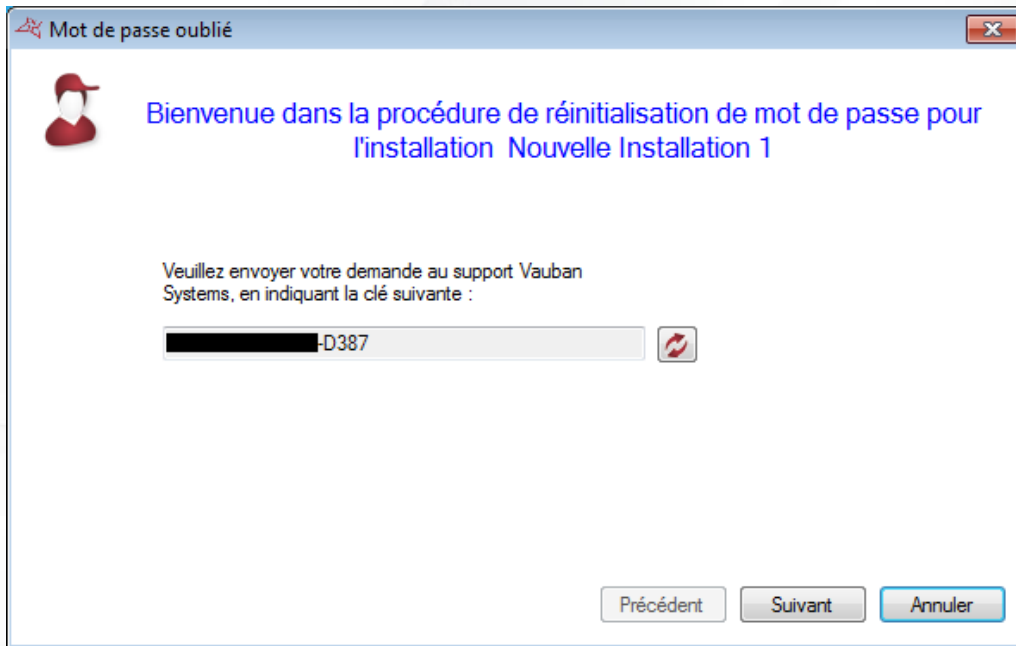 Mot de passe oublié
Bienvenue dans la procédure de réinitialisation de mot de passe pour
l'installation Nouvelle Installation 1
Veuillez envoyer votre demande au support Vauban
Systems, en indiquant la clé suivante :
-D387
Précédent Suivant Annuler